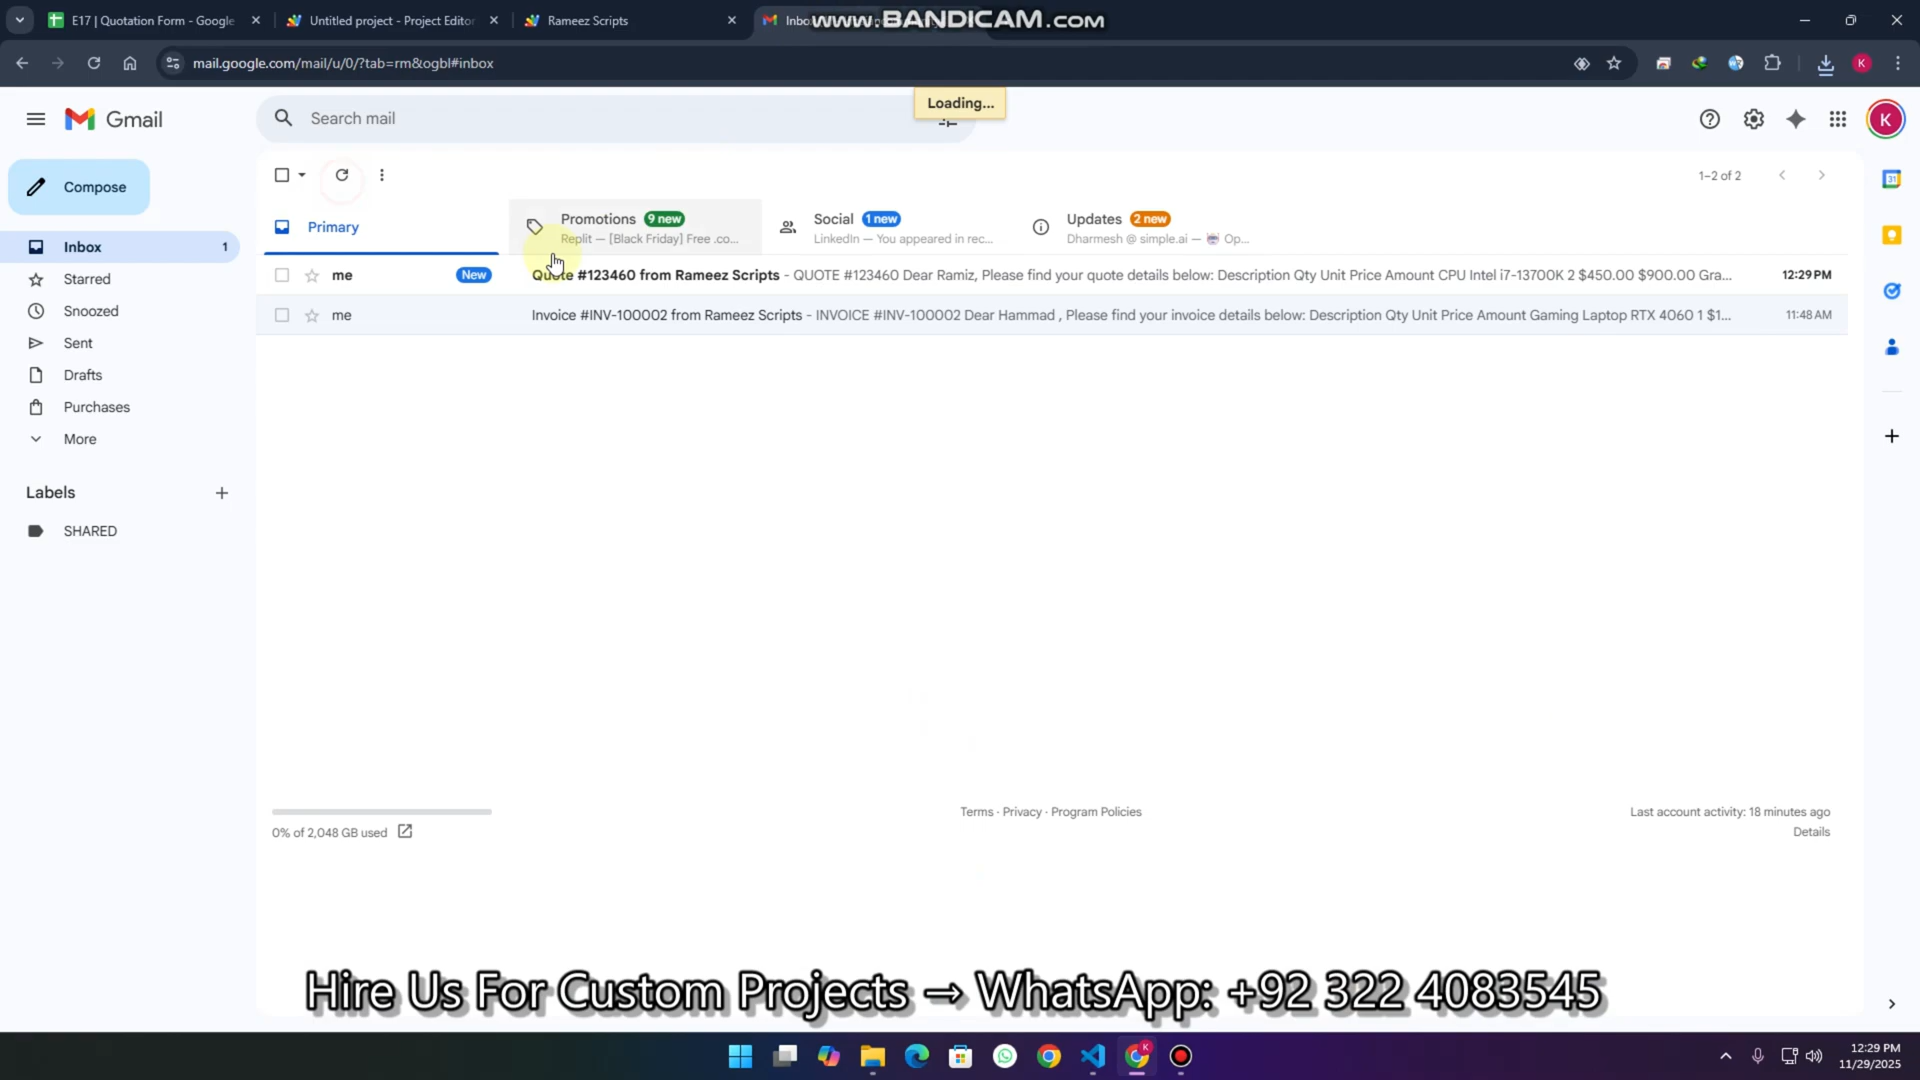 E17 | Quotation Form - Google
Untitled project - Project Editor
Rameez Scripts
www.BANDICAM.com
mail.google.com/mail/u/0/?tab=rm&ogbl#inbox
K
Loading...
Gmail
Search mail
K
Compose
1–2 of 2
Primary
Promotions 9 new
Replit — [Black Friday] Free .co...
Social 1 new
LinkedIn — You appeared in rec...
Updates 2 new
Dharmesh @ simple.ai — Op...
Inbox 1
Starred
Snoozed
Sent
Drafts
Purchases
More
Labels
SHARED
me New Quote #123460 from Rameez Scripts - QUOTE #123460 Dear Ramiz, Please find your quote details below: Description Qty Unit Price Amount CPU Intel i7-13700K 2 $450.00 $900.00 Gra... 12:29 PM
me Invoice #INV-100002 from Rameez Scripts - INVOICE #INV-100002 Dear Hammad , Please find your invoice details below: Description Qty Unit Price Amount Gaming Laptop RTX 4060 1 $1... 11:48 AM
0% of 2,048 GB used
Terms · Privacy · Program Policies
Last account activity: 18 minutes ago
Details
Hire Us For Custom Projects → WhatsApp: +92 322 4083545
12:29 PM
11/29/2025